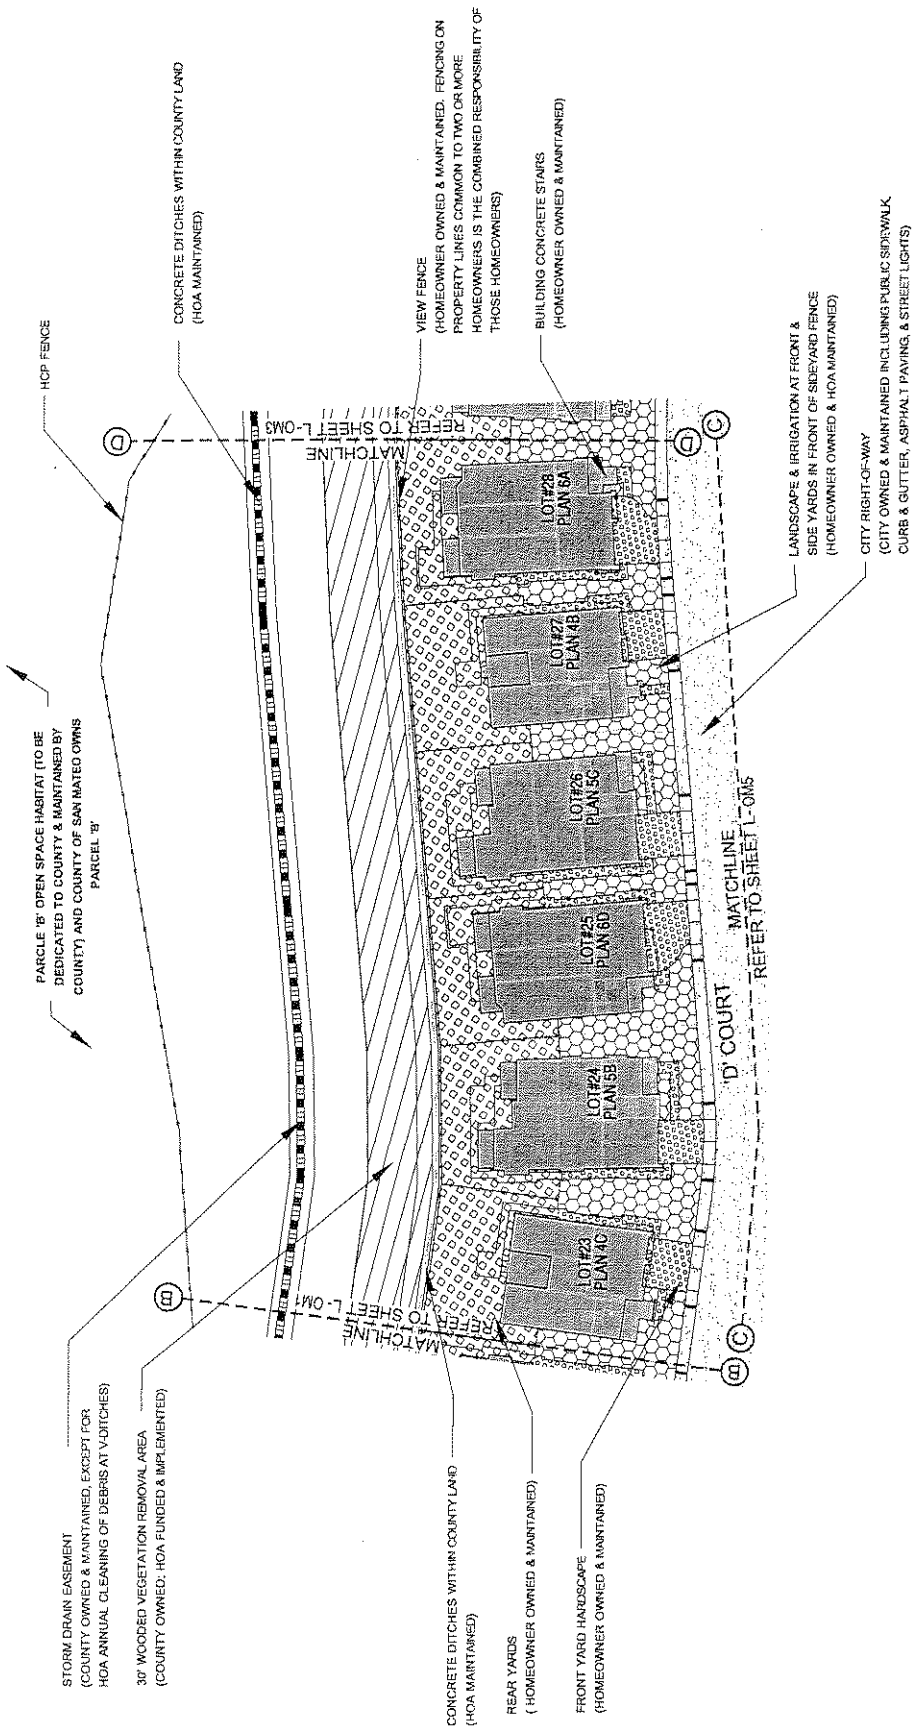 HCP FENCE
PARCLE 'B' OPEN SPACE HABITAT (TO BE
DEDICATED TO COUNTY & MAINTAINED BY
COUNTY) AND COUNTY OF SAN MATEO OWNS
PARCEL 'B'
CONCRETE DITCHES WITHIN COUNTY LAND
(HOA MAINTAINED)
STORM DRAIN EASEMENT
(COUNTY OWNED & MAINTAINED, EXCEPT FOR
HOA ANNUAL CLEANING OF DEBRIS AT V-DITCHES)
30' WOODED VEGETATION REMOVAL AREA
(COUNTY OWNED; HOA FUNDED & IMPLEMENTED)
VIEW FENCE
(HOMEOWNER OWNED & MAINTAINED. FENCING ON
PROPERTY LINES COMMON TO TWO OR MORE
HOMEOWNERS IS THE COMBINED RESPONSIBILITY OF
THOSE HOMEOWNERS)
BUILDING CONCRETE STAIRS
(HOMEOWNER OWNED & MAINTAINED)
CONCRETE DITCHES WITHIN COUNTY LAND
(HOA MAINTAINED)
REAR YARDS
( HOMEOWNER OWNED & MAINTAINED)
FRONT YARD HARDSCAPE
(HOMEOWNER OWNED & MAINTAINED)
LANDSCAPE & IRRIGATION AT FRONT &
SIDE YARDS IN FRONT OF SIDEYARD FENCE
(HOMEOWNER OWNED & HOA MAINTAINED)
CITY RIGHT-OF-WAY
(CITY OWNED & MAINTAINED INCLUDING PUBLIC SIDEWALK,
CURB & GUTTER, ASPHALT PAVING, & STREET LIGHTS)
B
MATCHLINE
REFER TO SHEET L-OM1
B
D
MATCHLINE
REFER TO SHEET L-OM3
D
LOT#23
PLAN 4C
LOT#24
PLAN 5B
LOT#25
PLAN 6D
LOT#26
PLAN 5C
LOT#27
PLAN 4B
LOT#28
PLAN 6A
'D' COURT
C
MATCHLINE
REFER TO SHEET L-OM5
C